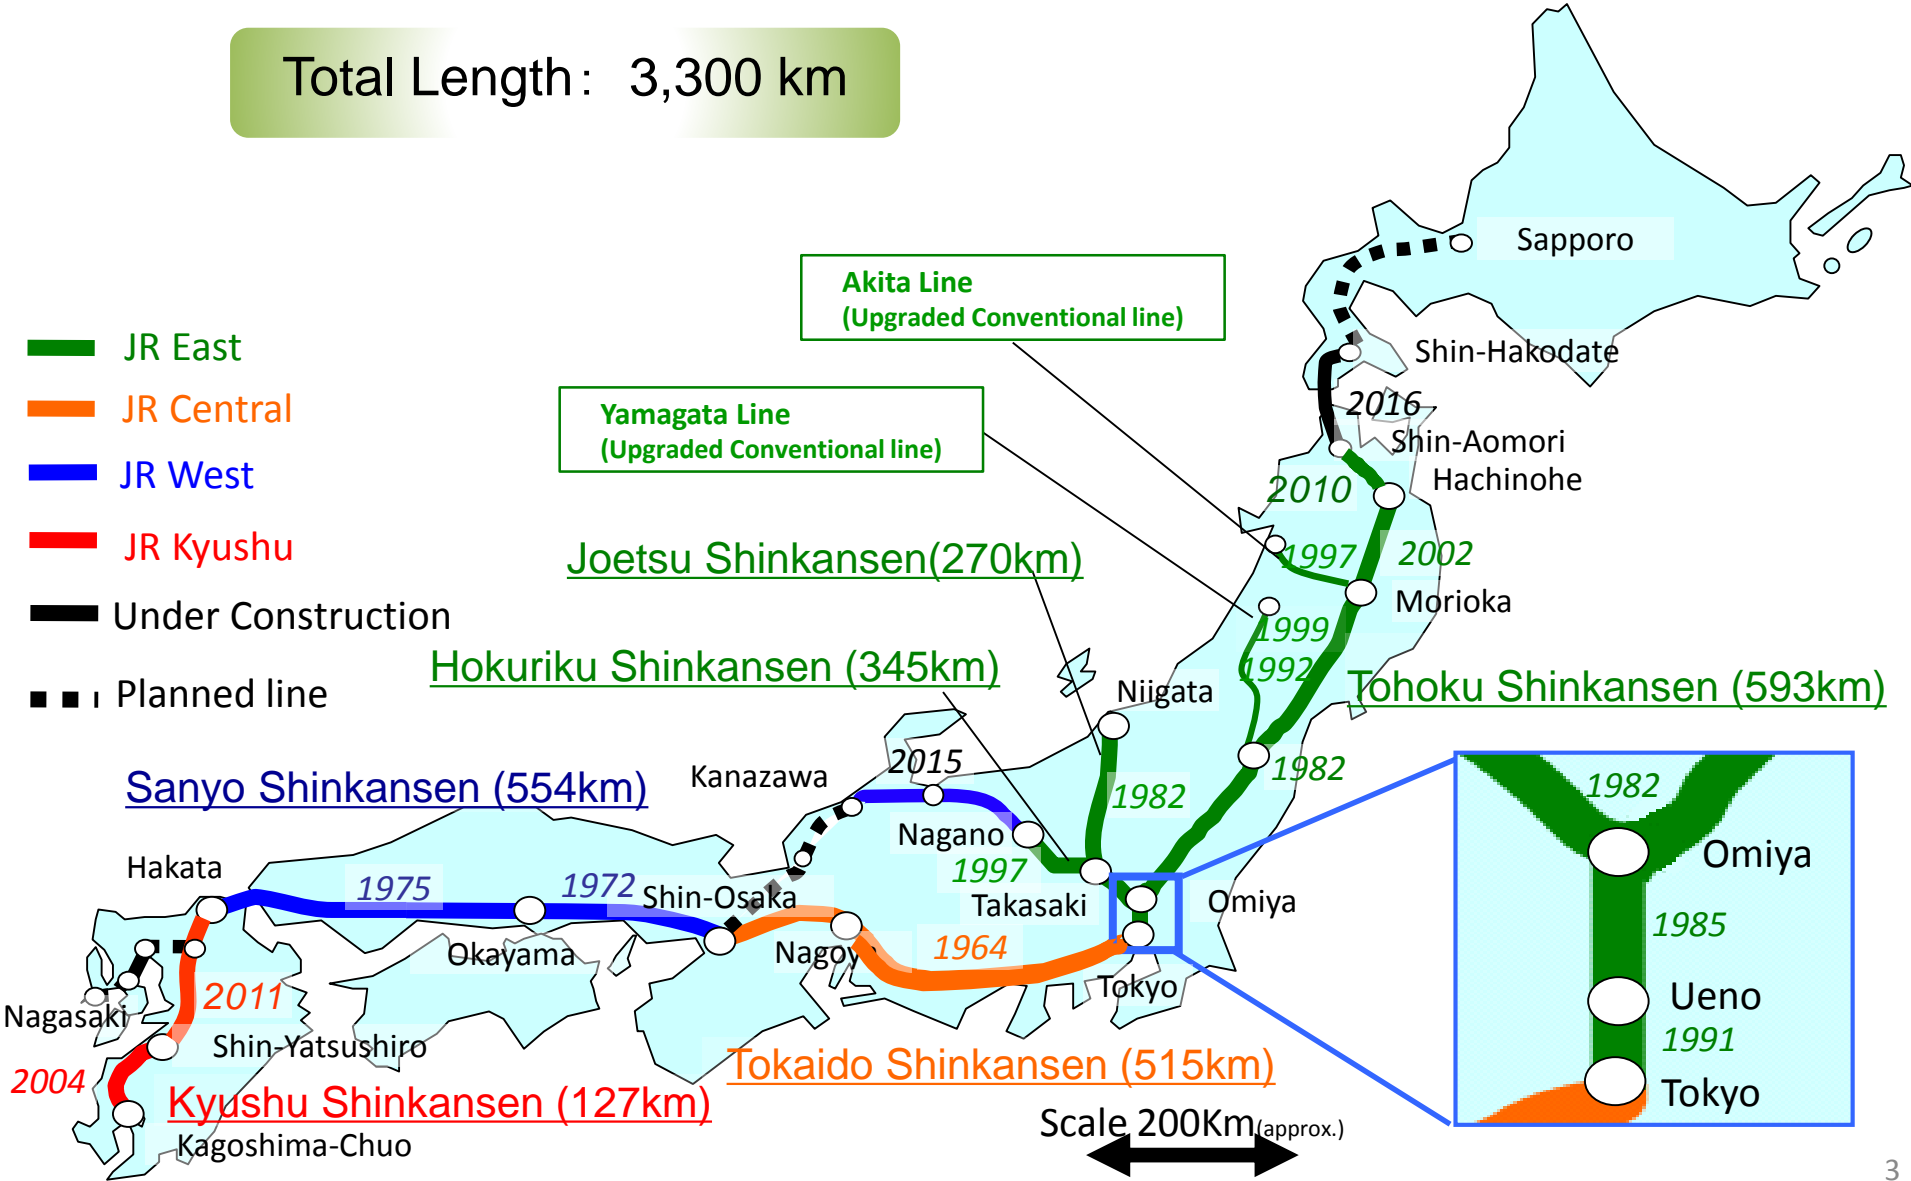 Total Length： 3,300 km
Sapporo
Akita Line
(Upgraded Conventional line)
JR East
Shin-Hakodate
JR Central
Yamagata Line
(Upgraded Conventional line)
2016
Shin-Aomori
JR West
Hachinohe
2010
JR Kyushu
Joetsu Shinkansen(270km)
1997
2002
Under Construction
Morioka
1999
Hokuriku Shinkansen (345km)
1992
Planned line
Niigata
Tohoku Shinkansen (593km)
Sanyo Shinkansen (554km)
Kanazawa
2015
1982
1982
1982
Nagano
Omiya
Hakata
1997
1975
1972
Shin-Osaka
Takasaki
Omiya
1985
Okayama
Nagoy
1964
Tokyo
Ueno
2011
Nagasaki
Shin-Yatsushiro
1991
Tokaido Shinkansen (515km)
2004
Kyushu Shinkansen (127km)
Tokyo
Scale 200Km(approx.)
Kagoshima-Chuo
3